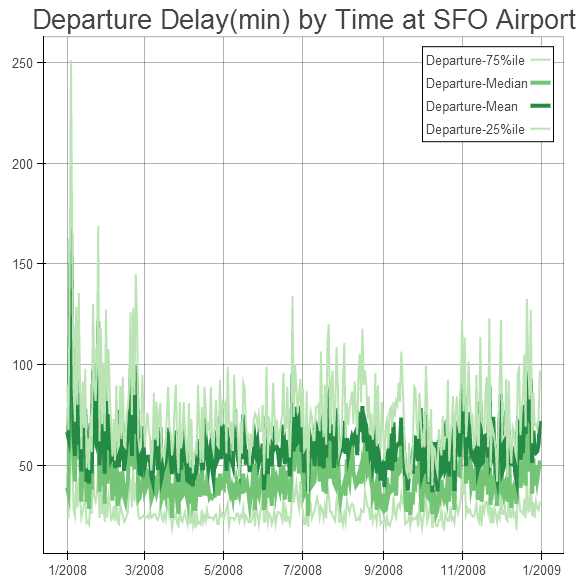 Departure Delay(min) by Time at SFO Airport
250
200
150
100
50
Departure-75%ile
Departure-Median
Departure-Mean
Departure-25%ile
1/2008
3/2008
5/2008
7/2008
9/2008
11/2008
1/2009